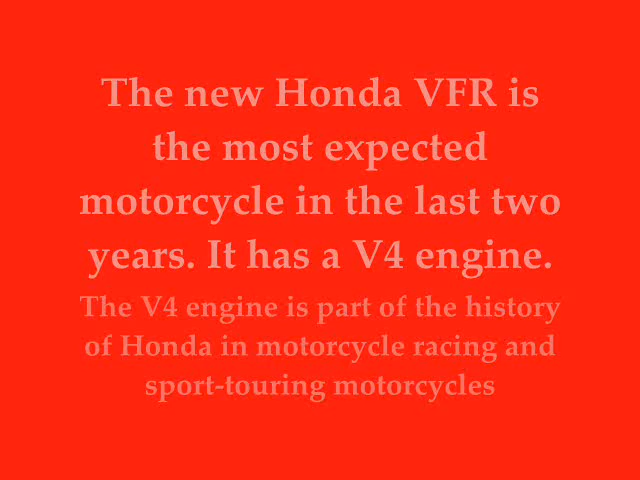 The new Honda VFR is
the most expected
motorcycle in the last two
years. It has a V4 engine.
The V4 engine is part of the history
of Honda in motorcycle racing and
sport-touring motorcycles